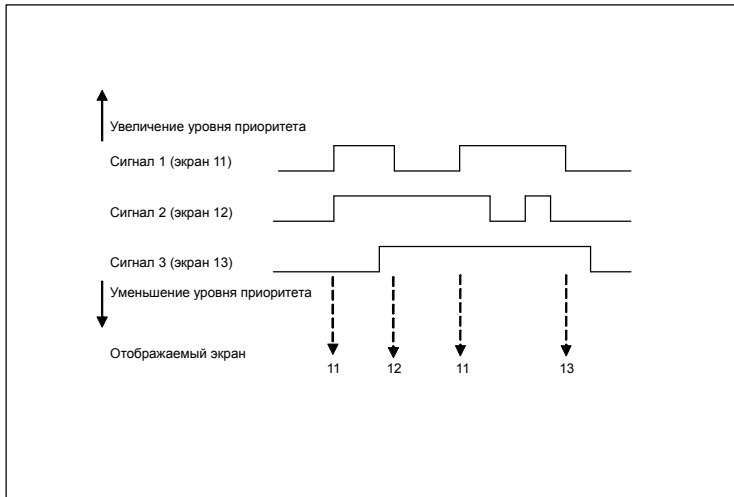 Увеличение уровня приоритета
Сигнал 1 (экран 11)
Сигнал 2 (экран 12)
Сигнал 3 (экран 13)
Уменьшение уровня приоритета
Отображаемый экран
11 12 11 13